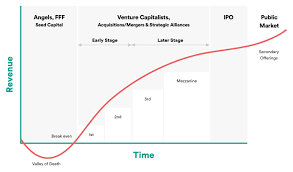 Angels, FFF
Seed Capital
Venture Capitalists,
Acquisitions/Mergers & Strategic Alliances
Early Stage
Later Stage
IPO
Public
Market
Secondary
Offerings
Mezzanine
3rd
2nd
1st
Break even
Valley of Death
Revenue
Time